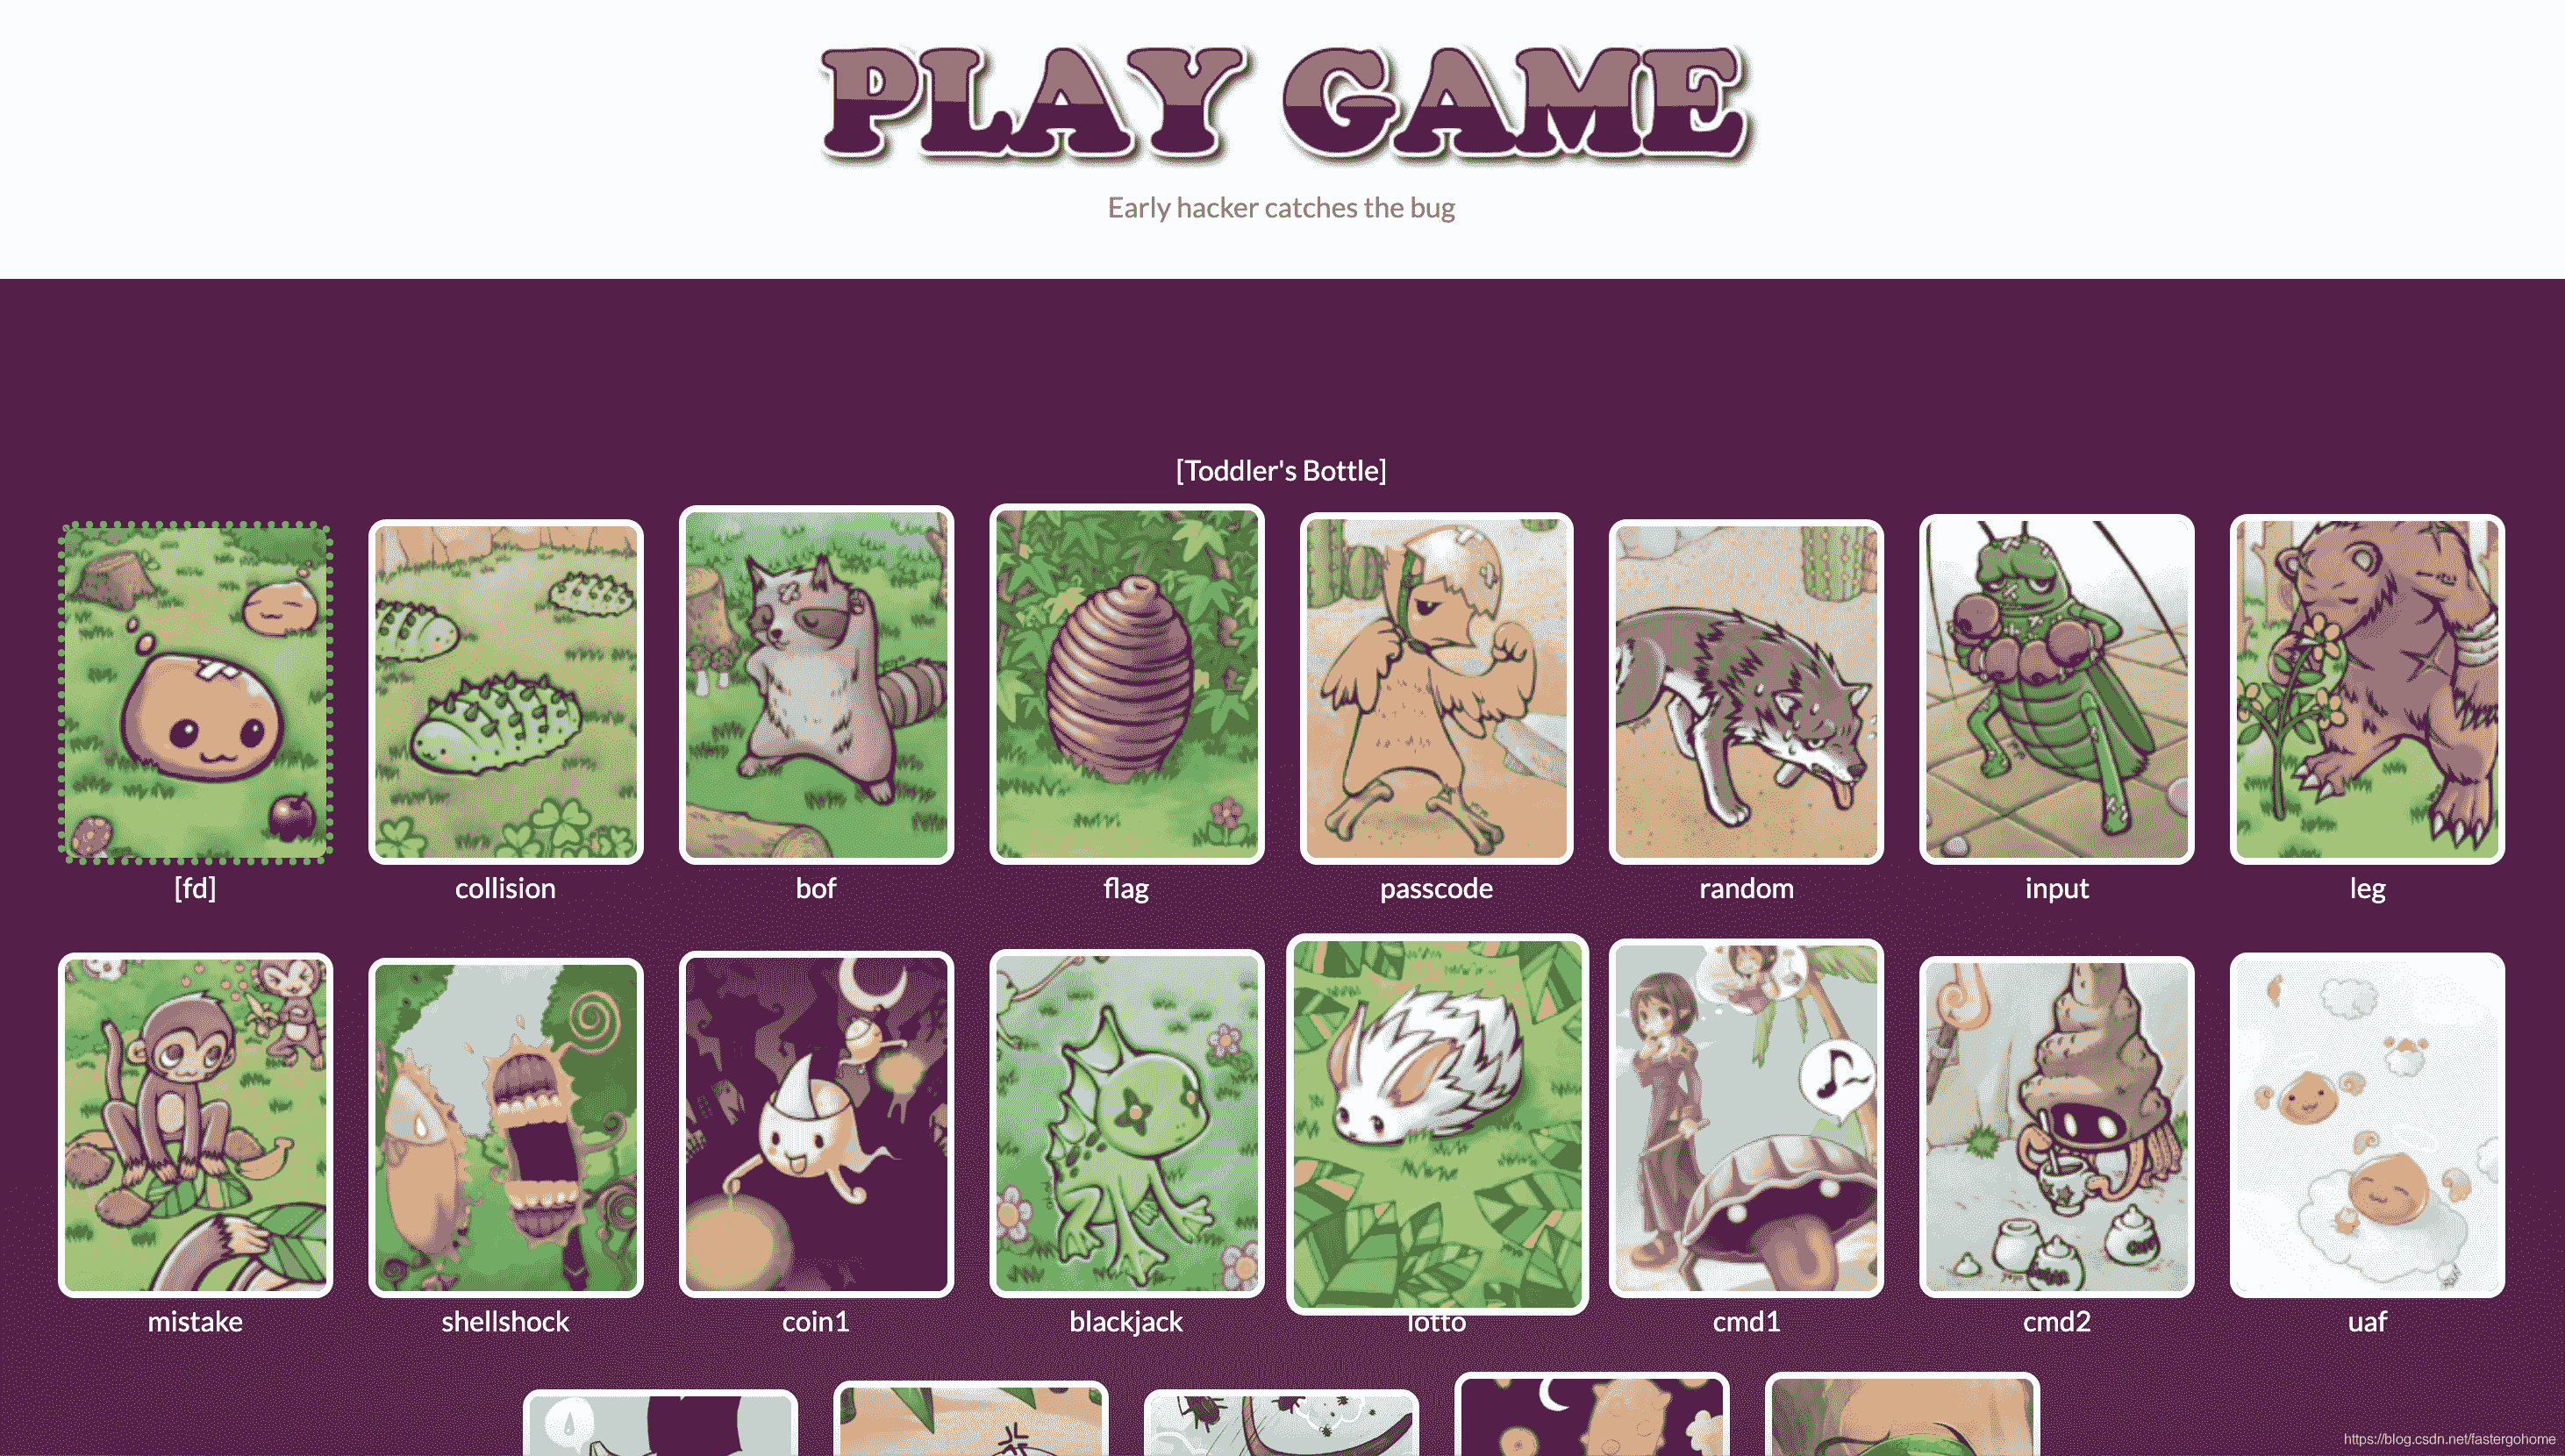 PLAY GAME
Early hacker catches the bug
[Toddler's Bottle]
[fd] collision bof flag passcode random input leg
mistake shellshock coin1 blackjack lotto cmd1 cmd2 uaf
https://blog.csdn.net/fastergohome